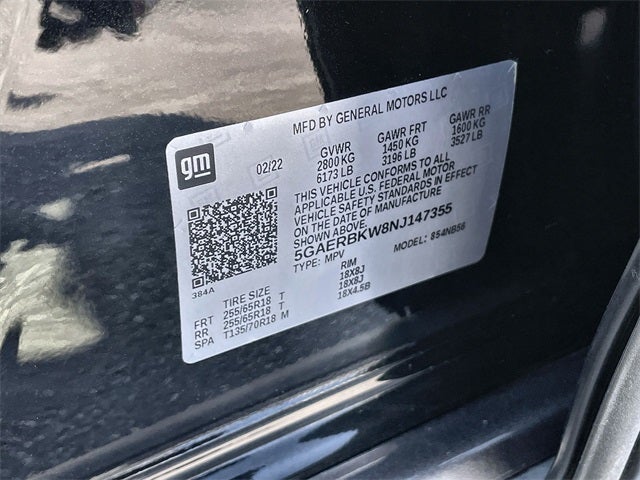 MFD BY GENERAL MOTORS LLC
gm
02/22
GVWR GAWR FRT GAWR RR
2800 KG 1450 KG 1600 KG
6173 LB 3196 LB 3527 LB
THIS VEHICLE CONFORMS TO ALL
APPLICABLE U.S. FEDERAL MOTOR
VEHICLE SAFETY STANDARDS IN EFFECT
ON THE DATE OF MANUFACTURE
SHOWN ABOVE.
5GAERBKW8NJ147355
TYPE: MPV MODEL: 854NB56
384A
TIRE SIZE RIM
FRT 255/65R18 T 18X8J
RR 255/65R18 T 18X8J
SPA T135/70R18 M 18X4.5B